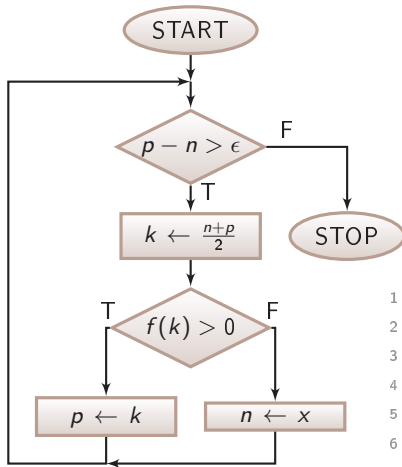 START
p − n > ϵ
F
T
k ← n+p/2
STOP
T
f(k) > 0
F
p ← k
n ← x
1
2
3
4
5
6